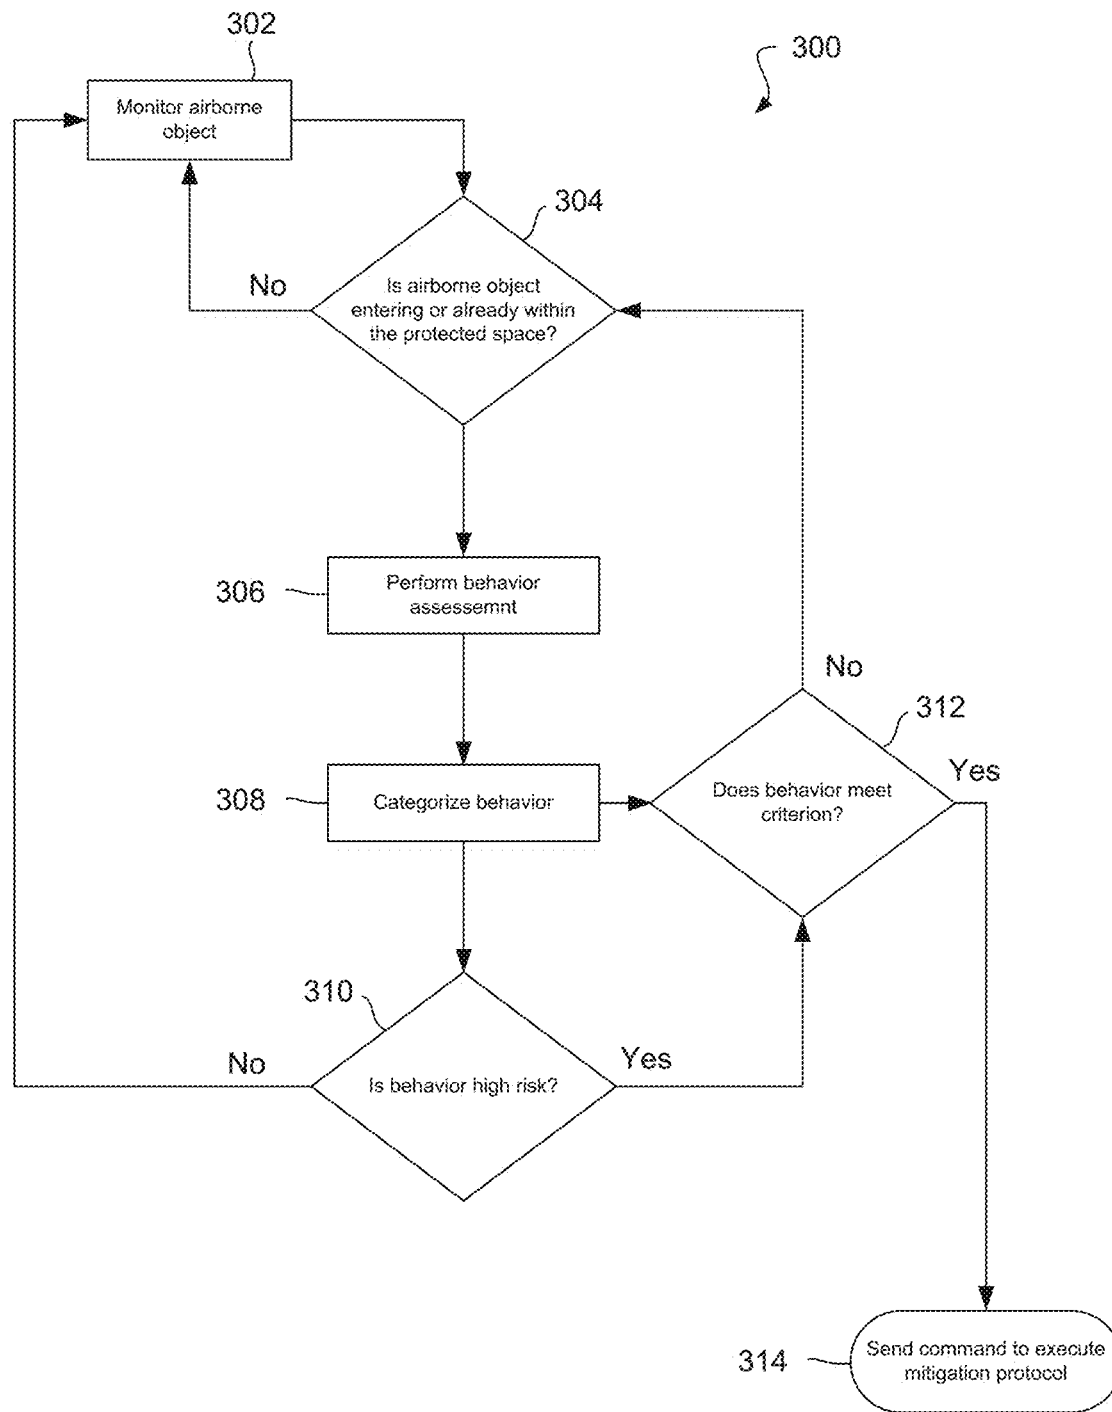 302
300
Monitor airborne
object
304
No
Is airborne object
entering or already within
the protected space?
306
Perform behavior
assessemnt
No
312
308
Categorize behavior
Does behavior meet
criterion?
Yes
310
No
Is behavior high risk?
Yes
314
Send command to execute
mitigation protocol